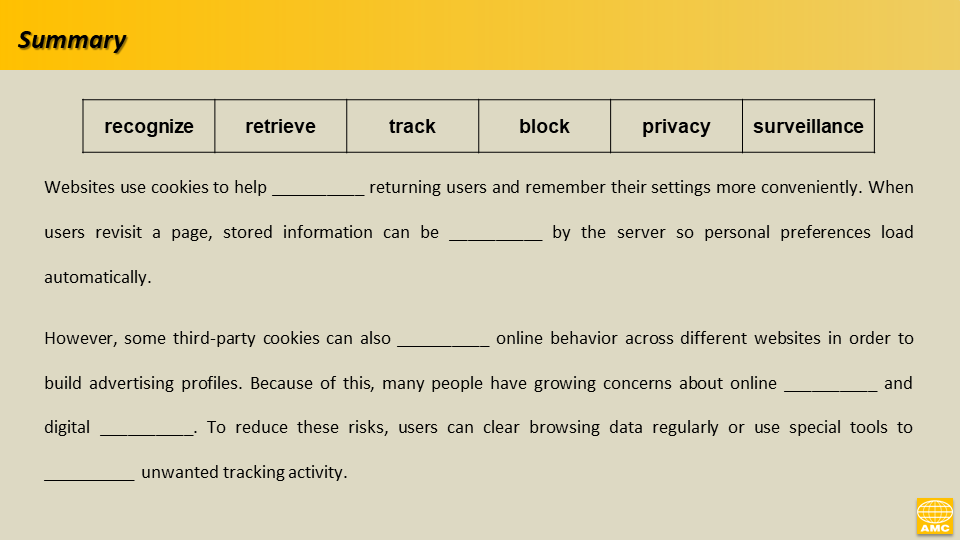 Summary
recognize retrieve track block privacy surveillance
Websites use cookies to help __________ returning users and remember their settings more conveniently. When
users revisit a page, stored information can be __________ by the server so personal preferences load
automatically.
However, some third-party cookies can also __________ online behavior across different websites in order to
build advertising profiles. Because of this, many people have growing concerns about online __________ and
digital __________. To reduce these risks, users can clear browsing data regularly or use special tools to
__________ unwanted tracking activity.
AMC